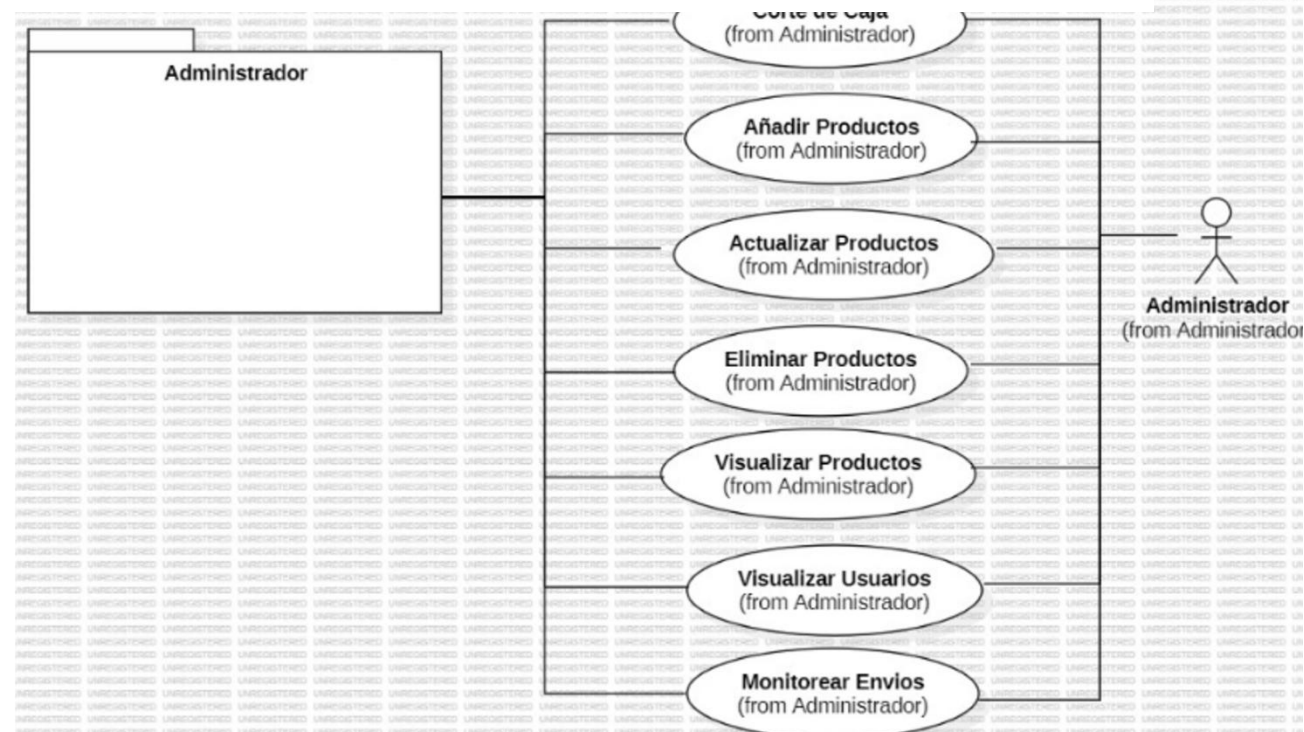 Administrador
Corte de Caja
(from Administrador)
Añadir Productos
(from Administrador)
Actualizar Productos
(from Administrador)
Eliminar Productos
(from Administrador)
Visualizar Productos
(from Administrador)
Visualizar Usuarios
(from Administrador)
Monitorear Envios
(from Administrador)
Administrador
(from Administrador